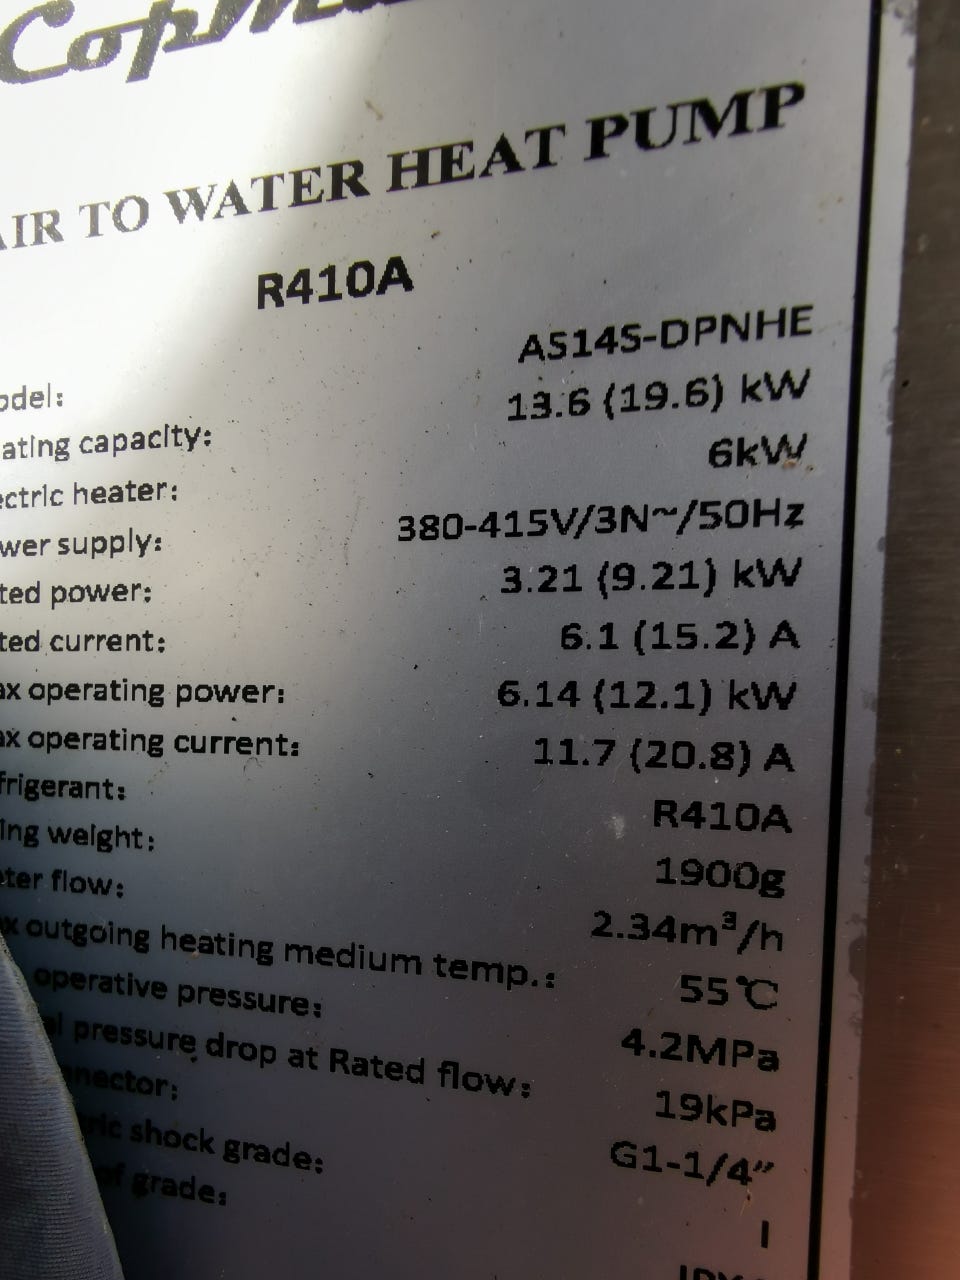 AIR TO WATER HEAT PUMP
R410A
odel: AS14S-DPNHE
ating capacity: 13.6 (19.6) kW
ectric heater: 6kW
wer supply: 380-415V/3N~/50Hz
ted power: 3.21 (9.21) kW
ted current: 6.1 (15.2) A
ax operating power: 6.14 (12.1) kW
ax operating current: 11.7 (20.8) A
frigerant: R410A
ing weight: 1900g
ter flow: 2.34m³/h
x outgoing heating medium temp.: 55℃
operative pressure: 4.2MPa
l pressure drop at Rated flow: 19kPa
nnector: G1-1/4"
ric shock grade: I
of grade: